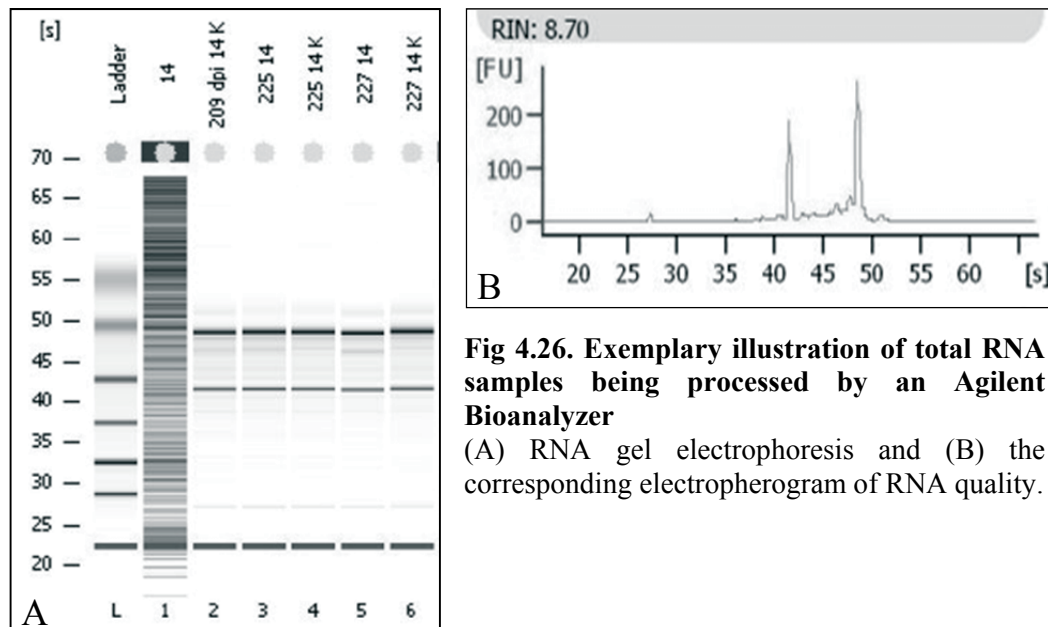 [s]
Ladder
14
209 dpi 14 K
225 14
225 14 K
227 14
227 14 K
70
65
60
55
50
45
40
35
30
25
20
A
L 1 2 3 4 5 6
RIN: 8.70
[FU]
200
100
0
20 25 30 35 40 45 50 55 60 [s]
B
Fig 4.26. Exemplary illustration of total RNA
samples being processed by an Agilent
Bioanalyzer
(A) RNA gel electrophoresis and (B) the
corresponding electropherogram of RNA quality.